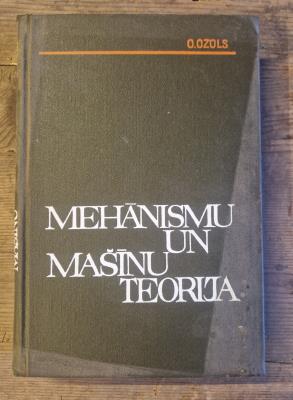 O.OZOLS
MEHĀNISMU
UN
MAŠĪNU
TEORIJA